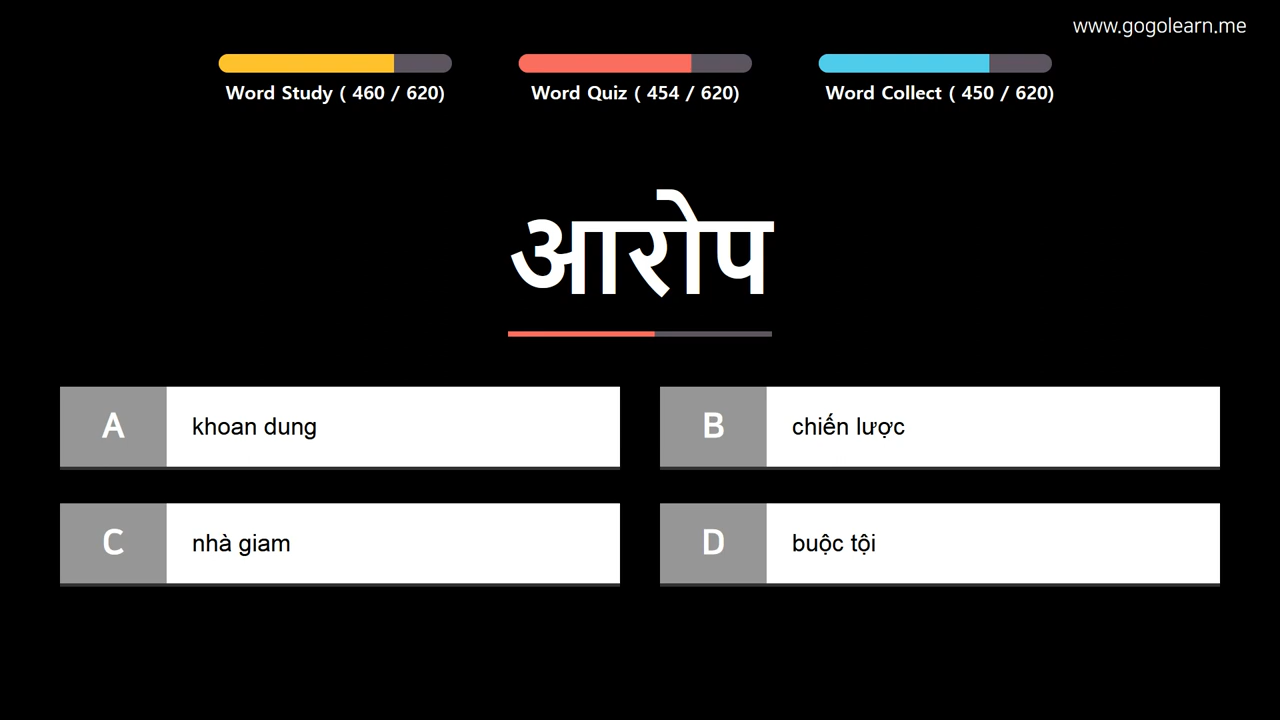 www.gogolearn.me
Word Study ( 460 / 620)
Word Quiz ( 454 / 620)
Word Collect ( 450 / 620)
आरोप
A
khoan dung
B
chiến lược
C
nhà giam
D
buộc tội